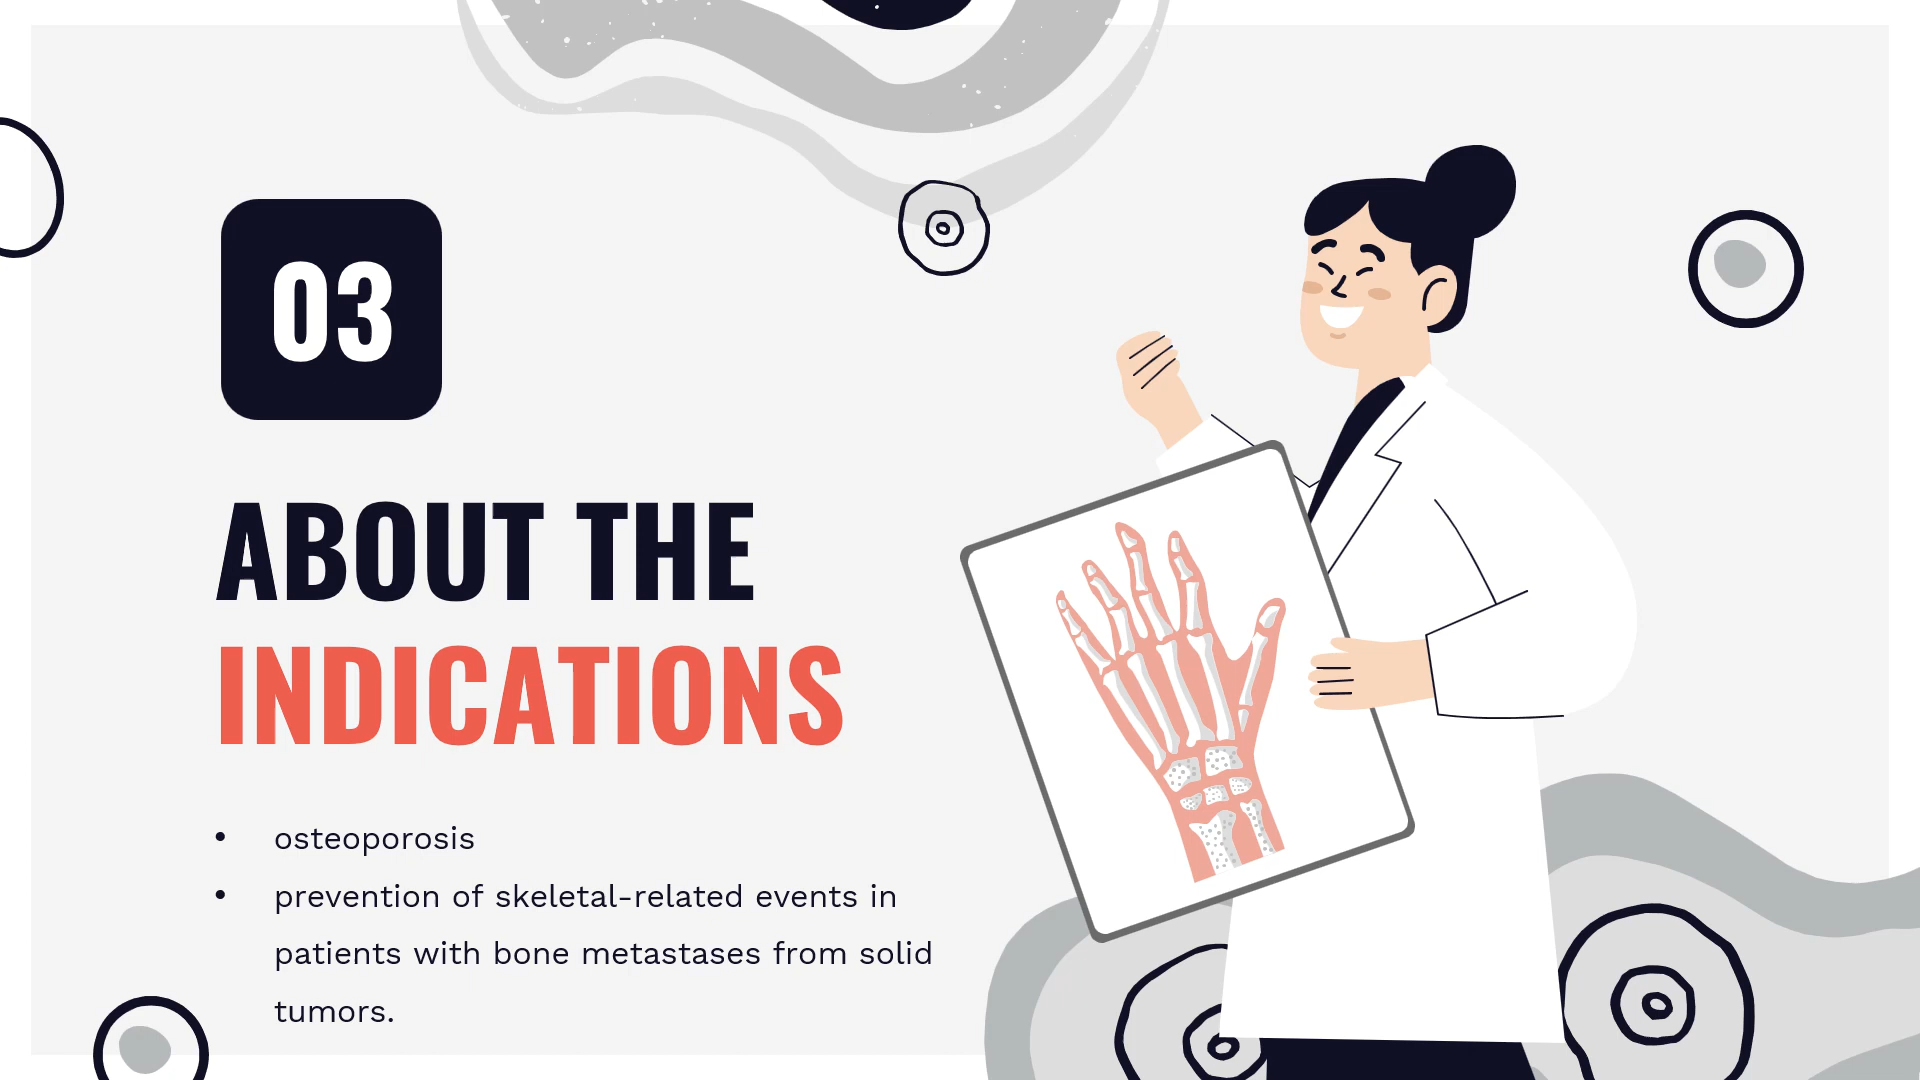 03
ABOUT THE
INDICATIONS
• osteoporosis
• prevention of skeletal-related events in
patients with bone metastases from solid
tumors.